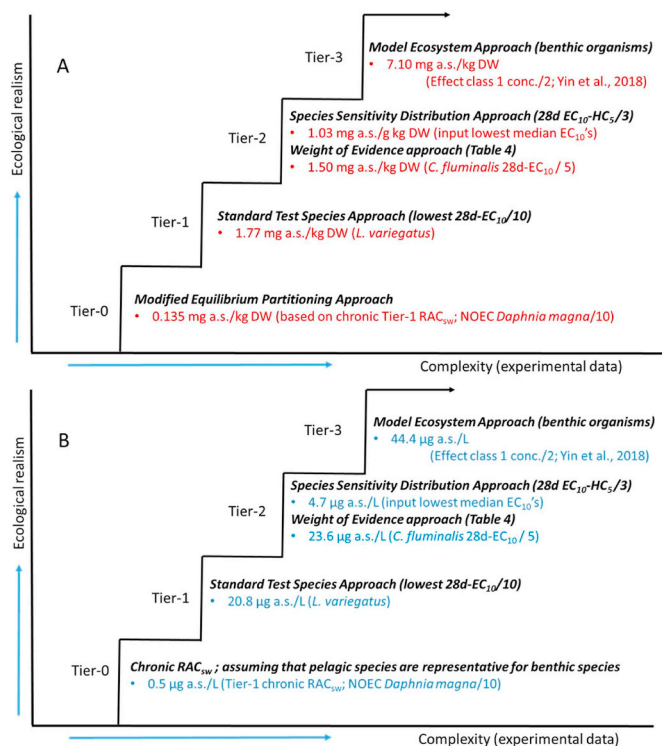 A
Ecological realism
Tier-3
Model Ecosystem Approach (benthic organisms)
• 7.10 mg a.s./kg DW
(Effect class 1 conc./2; Yin et al., 2018)
Tier-2
Species Sensitivity Distribution Approach (28d EC10-HC5/3)
• 1.03 mg a.s./g kg DW (input lowest median EC10's)
Weight of Evidence approach (Table 4)
• 1.50 mg a.s./kg DW (C. fluminalis 28d-EC10 / 5)
Tier-1
Standard Test Species Approach (lowest 28d-EC10/10)
• 1.77 mg a.s./kg DW (L. variegatus)
Tier-0
Modified Equilibrium Partitioning Approach
• 0.135 mg a.s./kg DW (based on chronic Tier-1 RACsw; NOEC Daphnia magna/10)
Complexity (experimental data)
B
Ecological realism
Tier-3
Model Ecosystem Approach (benthic organisms)
• 44.4 µg a.s./L
(Effect class 1 conc./2; Yin et al., 2018)
Tier-2
Species Sensitivity Distribution Approach (28d EC10-HC5/3)
• 4.7 µg a.s./L (input lowest median EC10's)
Weight of Evidence approach (Table 4)
• 23.6 µg a.s./L (C. fluminalis 28d-EC10 / 5)
Tier-1
Standard Test Species Approach (lowest 28d-EC10/10)
• 20.8 µg a.s./L (L. variegatus)
Tier-0
Chronic RACsw ; assuming that pelagic species are representative for benthic species
• 0.5 µg a.s./L (Tier-1 chronic RACsw; NOEC Daphnia magna/10)
Complexity (experimental data)